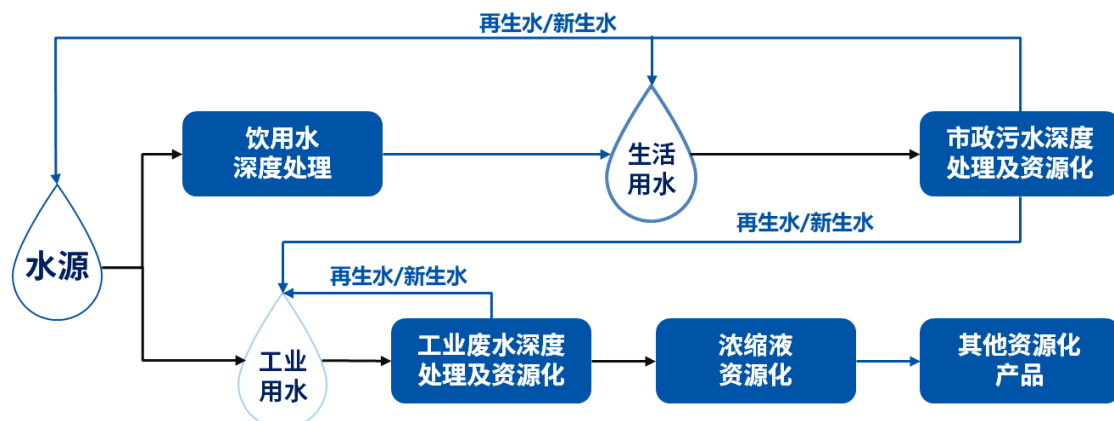 再生水/新生水
饮用水
深度处理
生活
用水
市政污水深度
处理及资源化
再生水/新生水
水源
再生水/新生水
工业
用水
工业废水深度
处理及资源化
浓缩液
资源化
其他资源化
产品